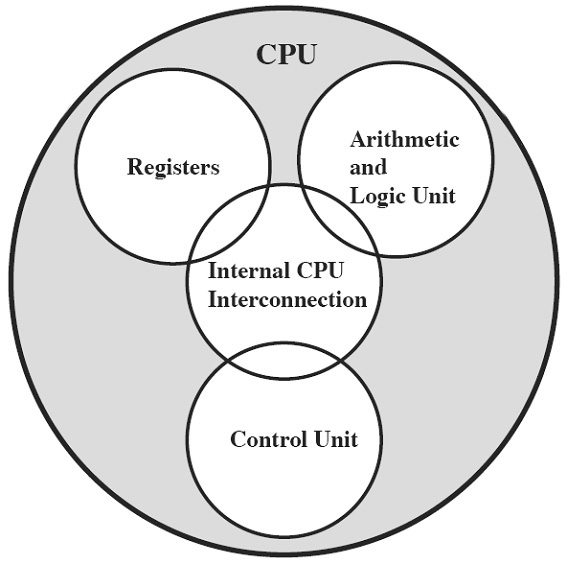 CPU
Registers
Arithmetic
and
Logic Unit
Internal CPU
Interconnection
Control Unit